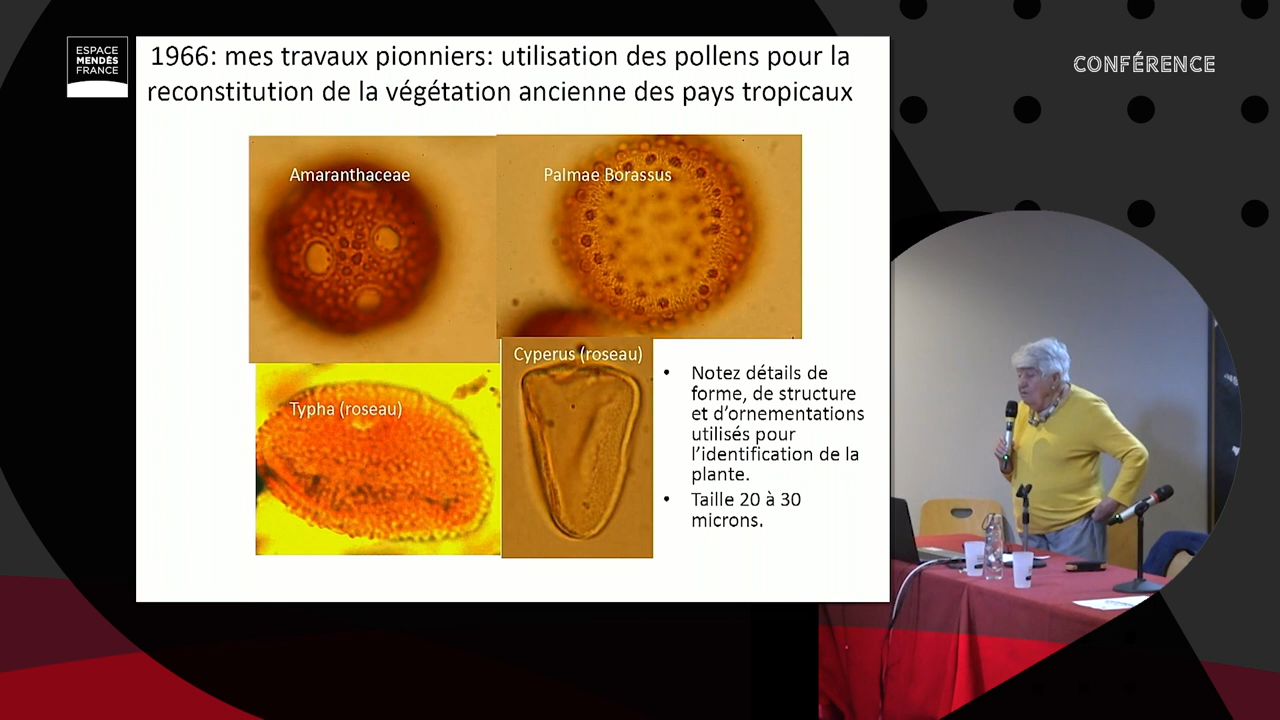 ESPACE
MENDÈS
FRANCE
CONFÉRENCE
1966: mes travaux pionniers: utilisation des pollens pour la
reconstitution de la végétation ancienne des pays tropicaux
Amaranthaceae
Palmae Borassus
Typha (roseau)
Cyperus (roseau)
• Notez détails de
forme, de structure
et d’ornementations
utilisés pour
l’identification de la
plante.
• Taille 20 à 30
microns.